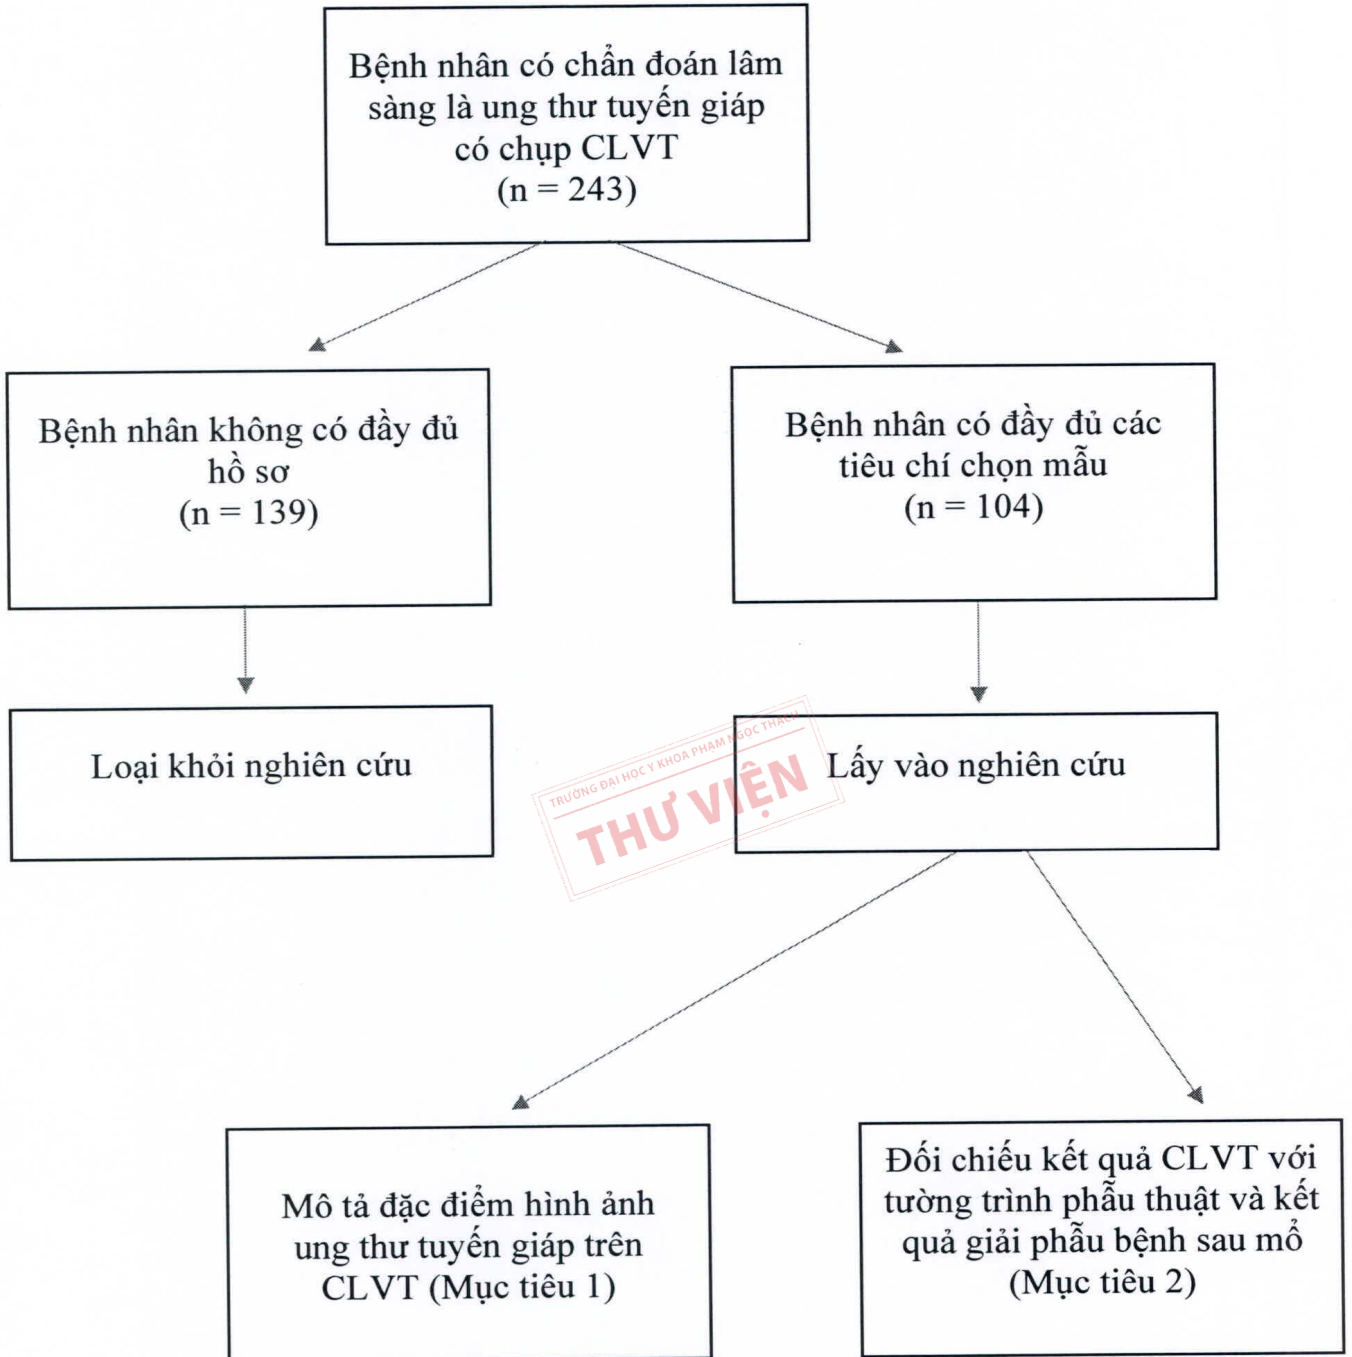 Bệnh nhân có chẩn đoán lâm
sàng là ung thư tuyến giáp
có chụp CLVT
(n = 243)
Bệnh nhân không có đầy đủ
hồ sơ
(n = 139)
Bệnh nhân có đầy đủ các
tiêu chí chọn mẫu
(n = 104)
Loại khỏi nghiên cứu
Lấy vào nghiên cứu
TRƯỜNG ĐẠI HỌC Y KHOA PHẠM NGỌC THẠCH
THƯ VIỆN
Mô tả đặc điểm hình ảnh
ung thư tuyến giáp trên
CLVT (Mục tiêu 1)
Đối chiếu kết quả CLVT với
tường trình phẫu thuật và kết
quả giải phẫu bệnh sau mổ
(Mục tiêu 2)